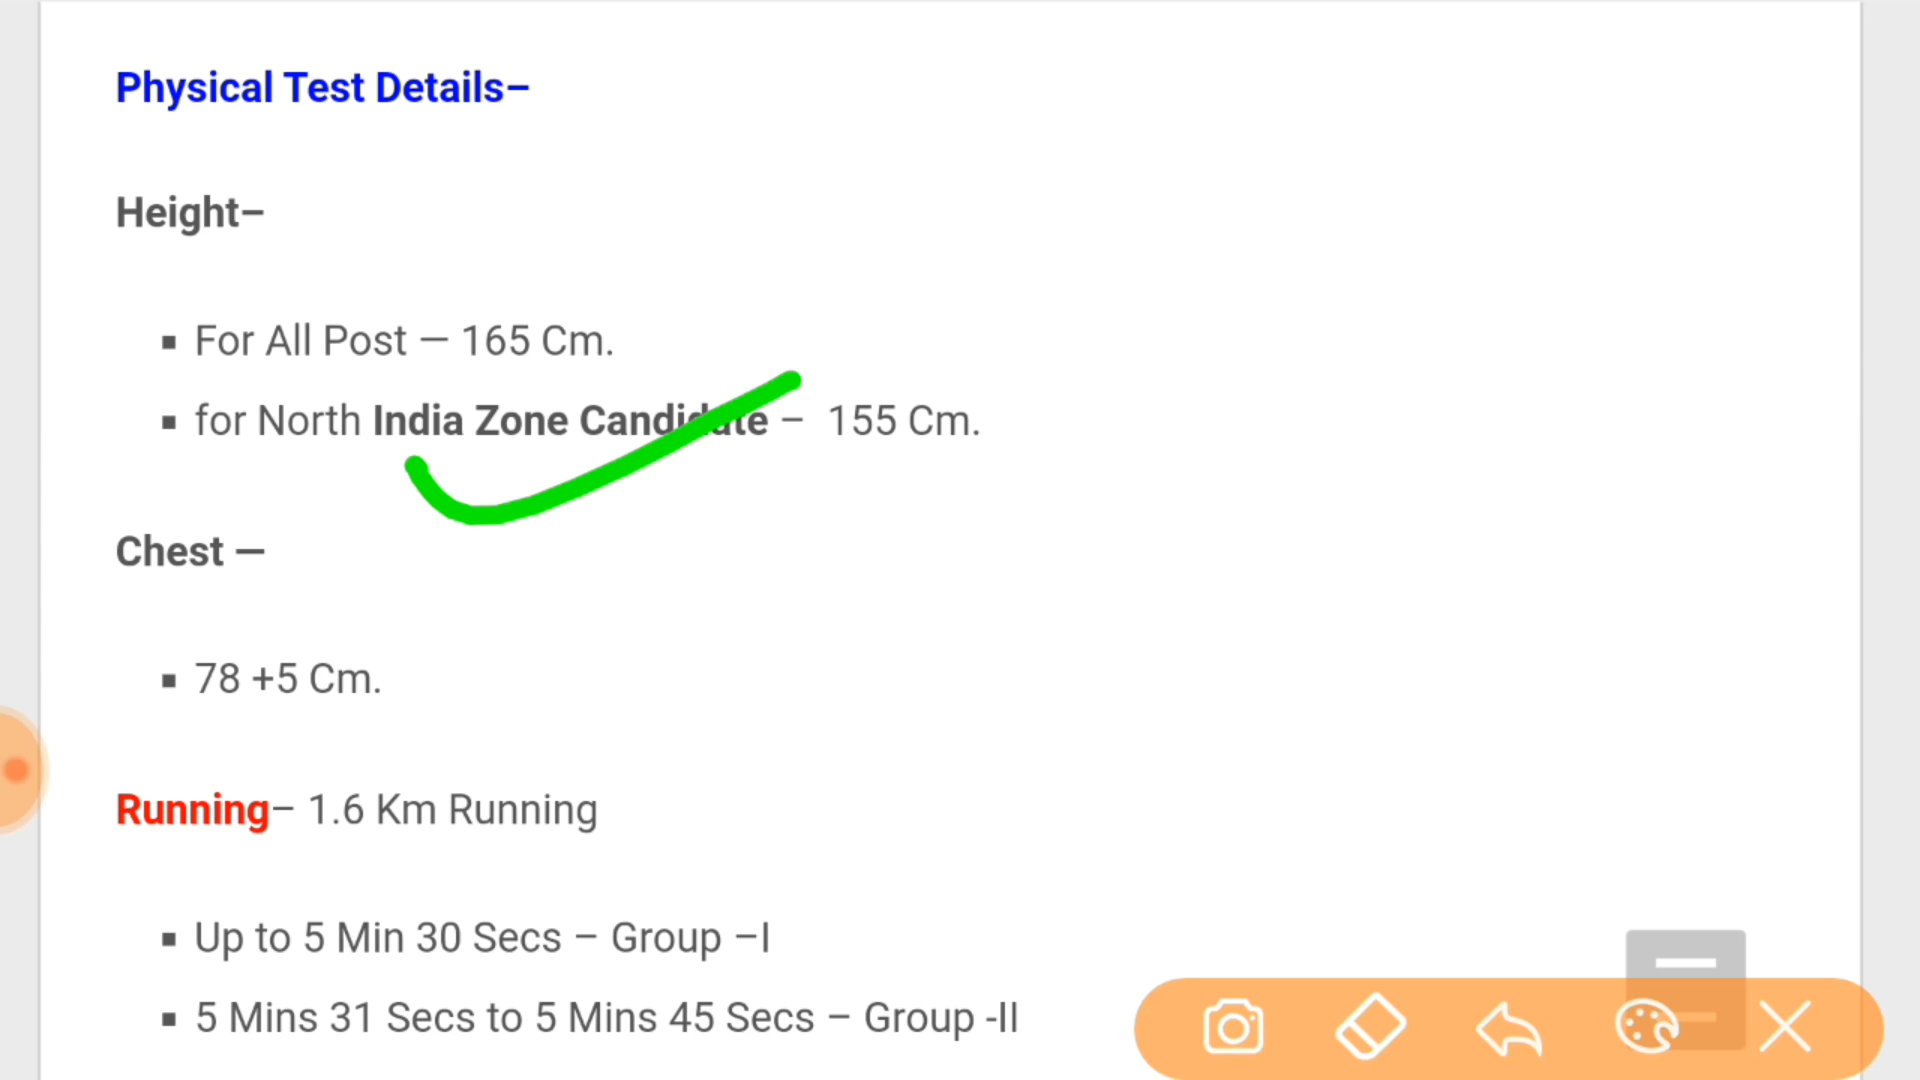 Physical Test Details–
Height–
▪ For All Post — 165 Cm.
▪ for North India Zone Candidate – 155 Cm.
Chest —
▪ 78 +5 Cm.
Running– 1.6 Km Running
▪ Up to 5 Min 30 Secs – Group –I
▪ 5 Mins 31 Secs to 5 Mins 45 Secs – Group -II